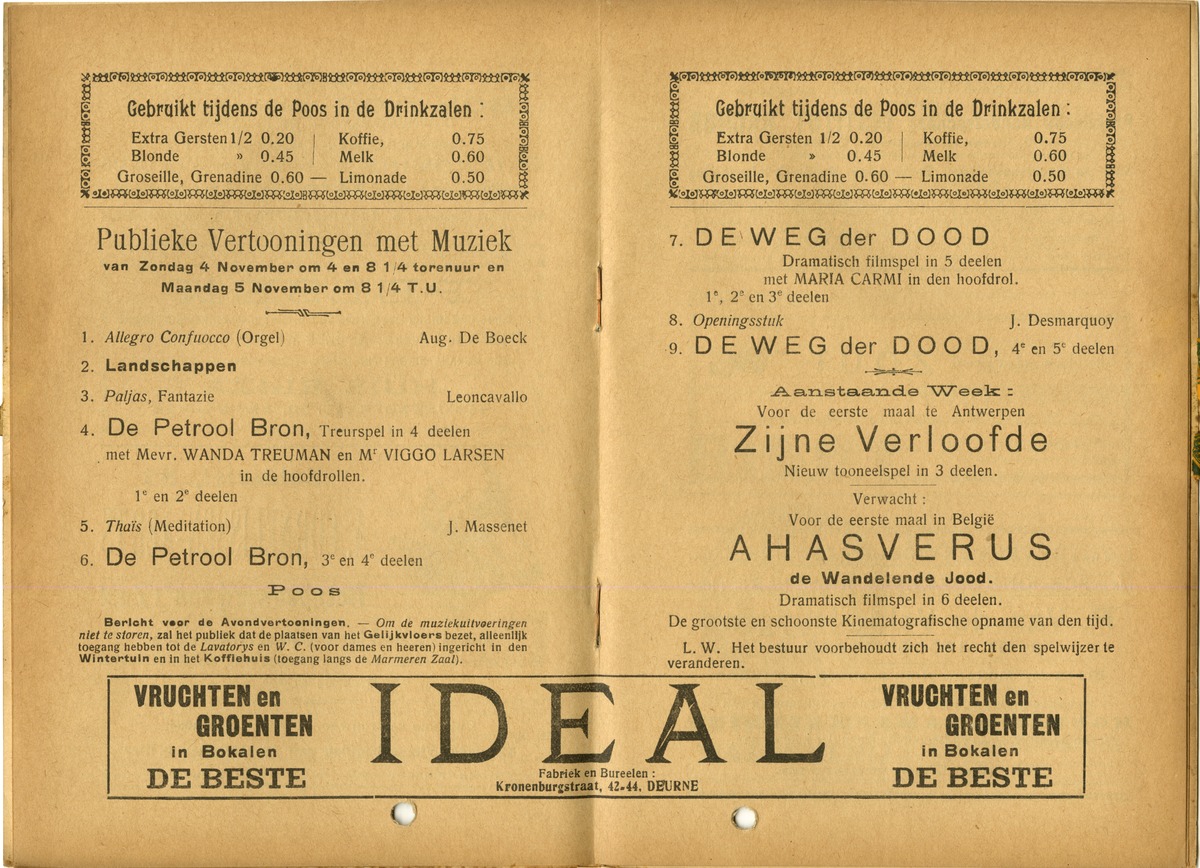 Gebruikt tijdens de Poos in de Drinkzalen :
Extra Gersten 1/2 0.20 | Koffie, 0.75
Blonde » 0.45 | Melk 0.60
Groseille, Grenadine 0.60 — Limonade 0.50
Publieke Vertooningen met Muziek
van Zondag 4 November om 4 en 8 1/4 torenuur en
Maandag 5 November om 8 1/4 T.U.
1. Allegro Confuocco (Orgel) Aug. De Boeck
2. Landschappen
3. Paljas, Fantazie Leoncavallo
4. De Petrool Bron, Treurspel in 4 deelen
met Mevr. WANDA TREUMAN en Mr VIGGO LARSEN
in de hoofdrollen.
1e en 2e deelen
5. Thaïs (Meditation) J. Massenet
6. De Petrool Bron, 3e en 4e deelen
Poos
Bericht voor de Avondvertooningen. — Om de muziekuitvoeringen
niet te storen, zal het publiek dat de plaatsen van het Gelijkvloers bezet, alleenlijk
toegang hebben tot de Lavatorys en W. C. (voor dames en heeren) ingericht in den
Wintertuin en in het Koffiehuis (toegang langs de Marmeren Zaal).
Gebruikt tijdens de Poos in de Drinkzalen :
Extra Gersten 1/2 0.20 | Koffie, 0.75
Blonde » 0.45 | Melk 0.60
Groseille, Grenadine 0.60 — Limonade 0.50
7. DE WEG der DOOD
Dramatisch filmspel in 5 deelen
met MARIA CARMI in den hoofdrol.
1e, 2e en 3e deelen
8. Openingsstuk J. Desmarquoy
9. DE WEG der DOOD, 4e en 5e deelen
Aanstaande Week :
Voor de eerste maal te Antwerpen
Zijne Verloofde
Nieuw tooneelspel in 3 deelen.
Verwacht :
Voor de eerste maal in België
AHASVERUS
de Wandelende Jood.
Dramatisch filmspel in 6 deelen.
De grootste en schoonste Kinematografische opname van den tijd.
L. W. Het bestuur voorbehoudt zich het recht den spelwijzer te
veranderen.
VRUCHTEN en
GROENTEN
in Bokalen
DE BESTE
IDEAL
Fabriek en Bureelen :
Kronenburgstraat, 42-44, DEURNE
VRUCHTEN en
GROENTEN
in Bokalen
DE BESTE